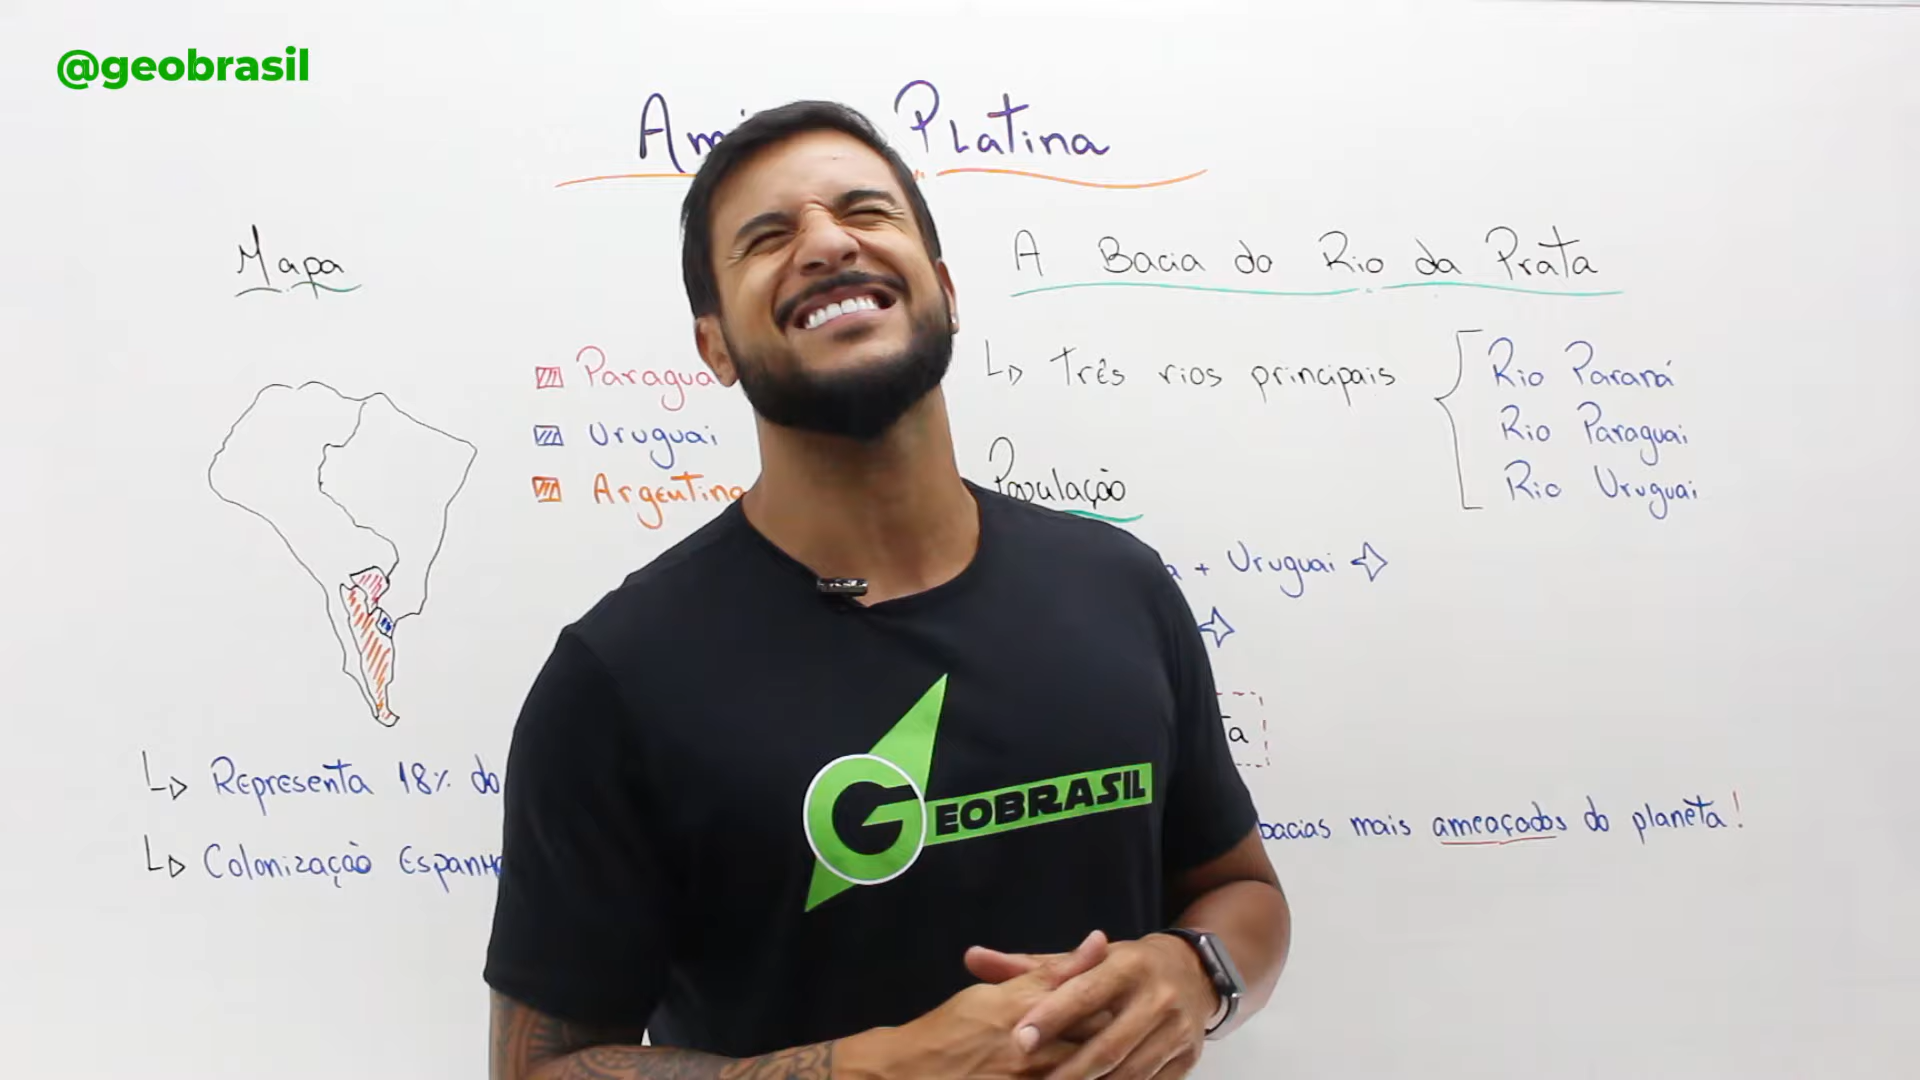 @geobrasil
Platina
Mapa
A Bacia do Rio da Prata
Paragua
Uruguai
Argentina
Três rios principais
Rio Paraná
Rio Paraguai
Rio Uruguai
População
+ Uruguai
Representa 18% do
Colonização Espanh
bacias mais ameaçados do planeta!
GEOBRASIL